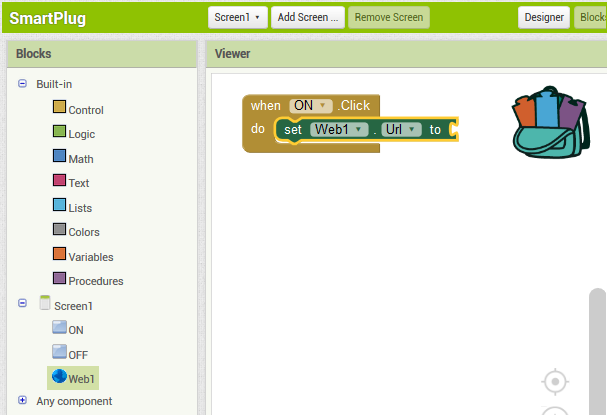 SmartPlug Screen1 Add Screen ... Remove Screen Designer Blocks
Blocks Viewer
Built-in
Control
Logic
Math
Text
Lists
Colors
Variables
Procedures
Screen1
ON
OFF
Web1
Any component
when ON .Click
do set Web1 . Url to